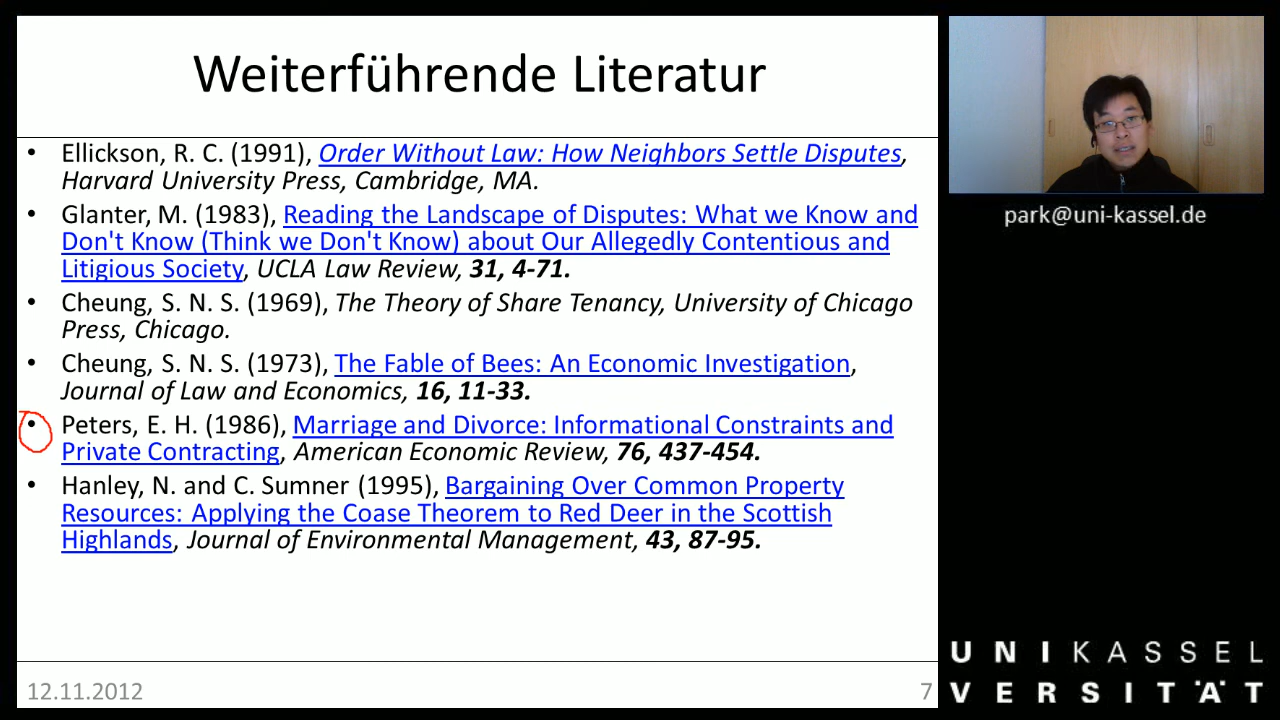 Weiterführende Literatur
• Ellickson, R. C. (1991), Order Without Law: How Neighbors Settle Disputes,
Harvard University Press, Cambridge, MA.
• Glanter, M. (1983), Reading the Landscape of Disputes: What we Know and
Don't Know (Think we Don't Know) about Our Allegedly Contentious and
Litigious Society, UCLA Law Review, 31, 4-71.
• Cheung, S. N. S. (1969), The Theory of Share Tenancy, University of Chicago
Press, Chicago.
• Cheung, S. N. S. (1973), The Fable of Bees: An Economic Investigation,
Journal of Law and Economics, 16, 11-33.
• Peters, E. H. (1986), Marriage and Divorce: Informational Constraints and
Private Contracting, American Economic Review, 76, 437-454.
• Hanley, N. and C. Sumner (1995), Bargaining Over Common Property
Resources: Applying the Coase Theorem to Red Deer in the Scottish
Highlands, Journal of Environmental Management, 43, 87-95.
12.11.2012
7
park@uni-kassel.de
UNIKASSEL
VERSITÄT